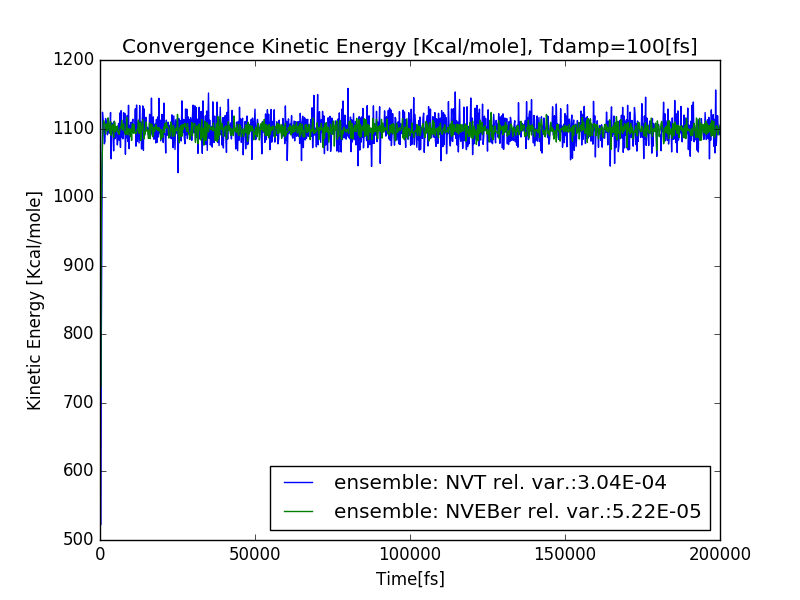 Convergence Kinetic Energy [Kcal/mole], Tdamp=100[fs]
1200
1100
1000
900
800
700
600
500
Kinetic Energy [Kcal/mole]
ensemble: NVT rel. var.:3.04E-04
ensemble: NVEBer rel. var.:5.22E-05
0 50000 100000 150000 200000
Time[fs]